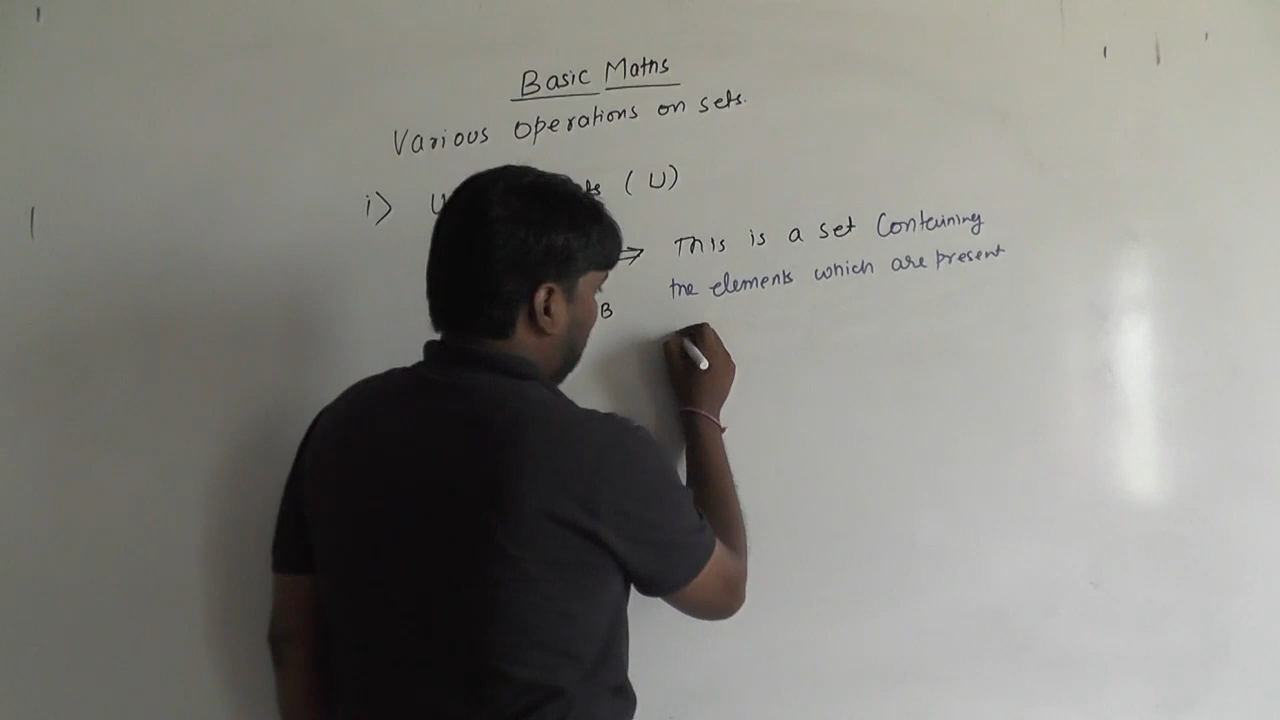 Basic Maths
Various operations on sets.
i) (U)
⇒ This is a set Containing
the elements which are present
B